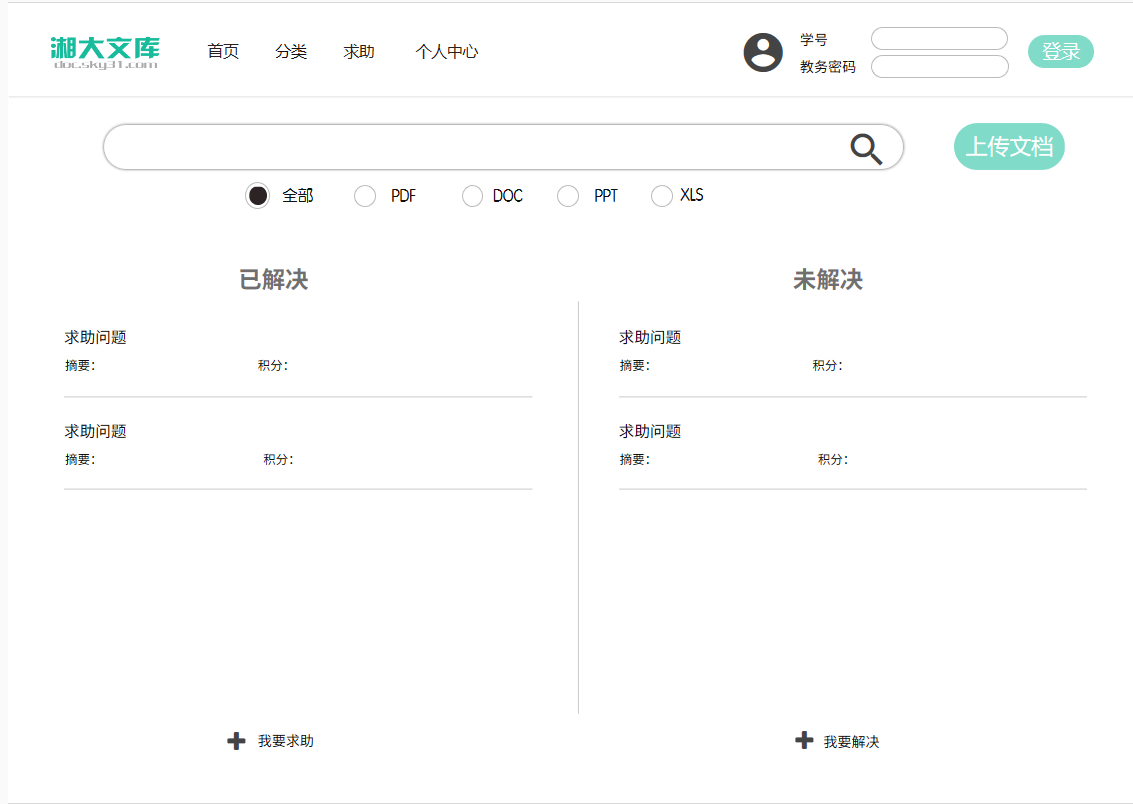 湘大文库
doc.sky31.com
首页 分类 求助 个人中心
学号
教务密码
登录
上传文档
全部 PDF DOC PPT XLS
已解决
求助问题
摘要： 积分：
求助问题
摘要： 积分：
我要求助
未解决
求助问题
摘要： 积分：
求助问题
摘要： 积分：
我要解决